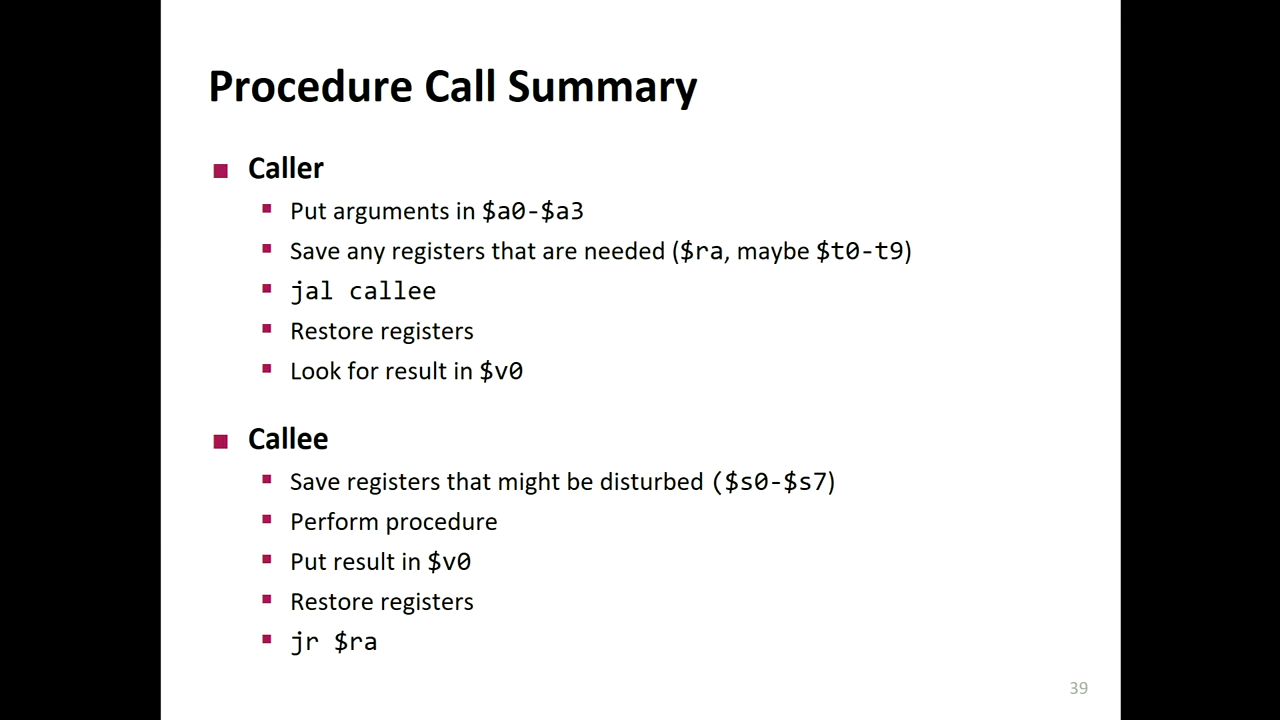 Procedure Call Summary
Caller
Put arguments in $a0-$a3
Save any registers that are needed ($ra, maybe $t0-t9)
jal callee
Restore registers
Look for result in $v0
Callee
Save registers that might be disturbed ($s0-$s7)
Perform procedure
Put result in $v0
Restore registers
jr $ra
39